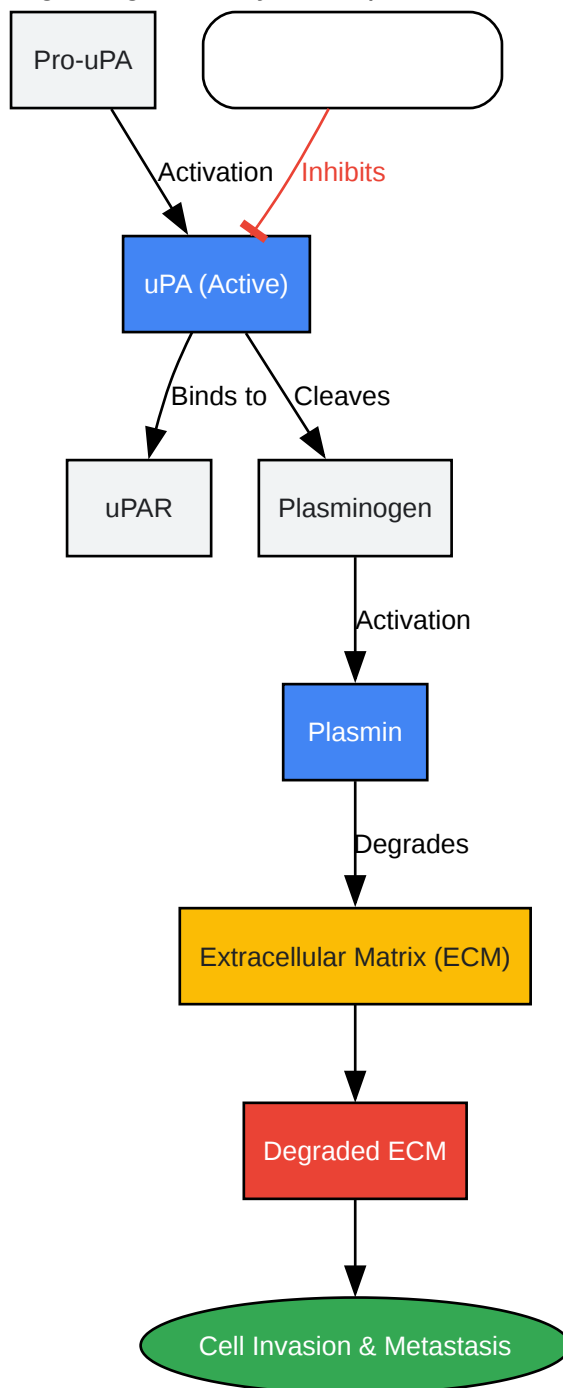 Pro-uPA
Activation
Inhibits
uPA (Active)
Binds to
Cleaves
uPAR
Plasminogen
Activation
Plasmin
Degrades
Extracellular Matrix (ECM)
Degraded ECM
Cell Invasion & Metastasis